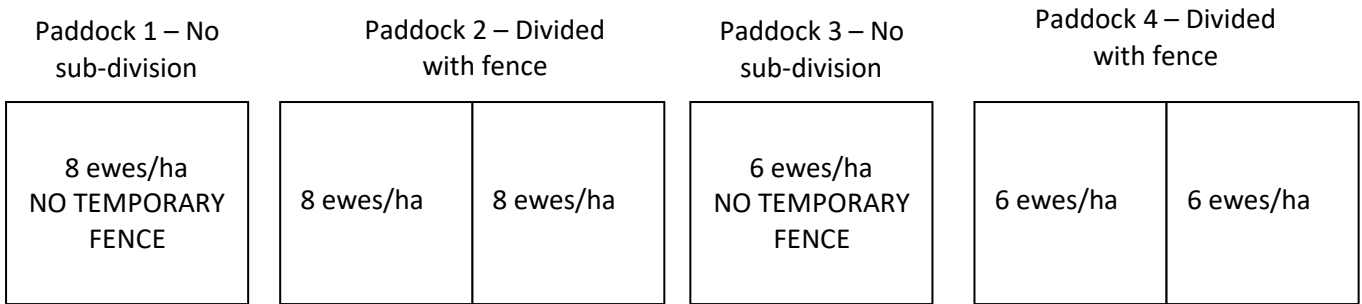 Paddock 1 – No
sub-division
Paddock 2 – Divided
with fence
Paddock 3 – No
sub-division
Paddock 4 – Divided
with fence
8 ewes/ha
NO TEMPORARY
FENCE
8 ewes/ha
8 ewes/ha
6 ewes/ha
NO TEMPORARY
FENCE
6 ewes/ha
6 ewes/ha